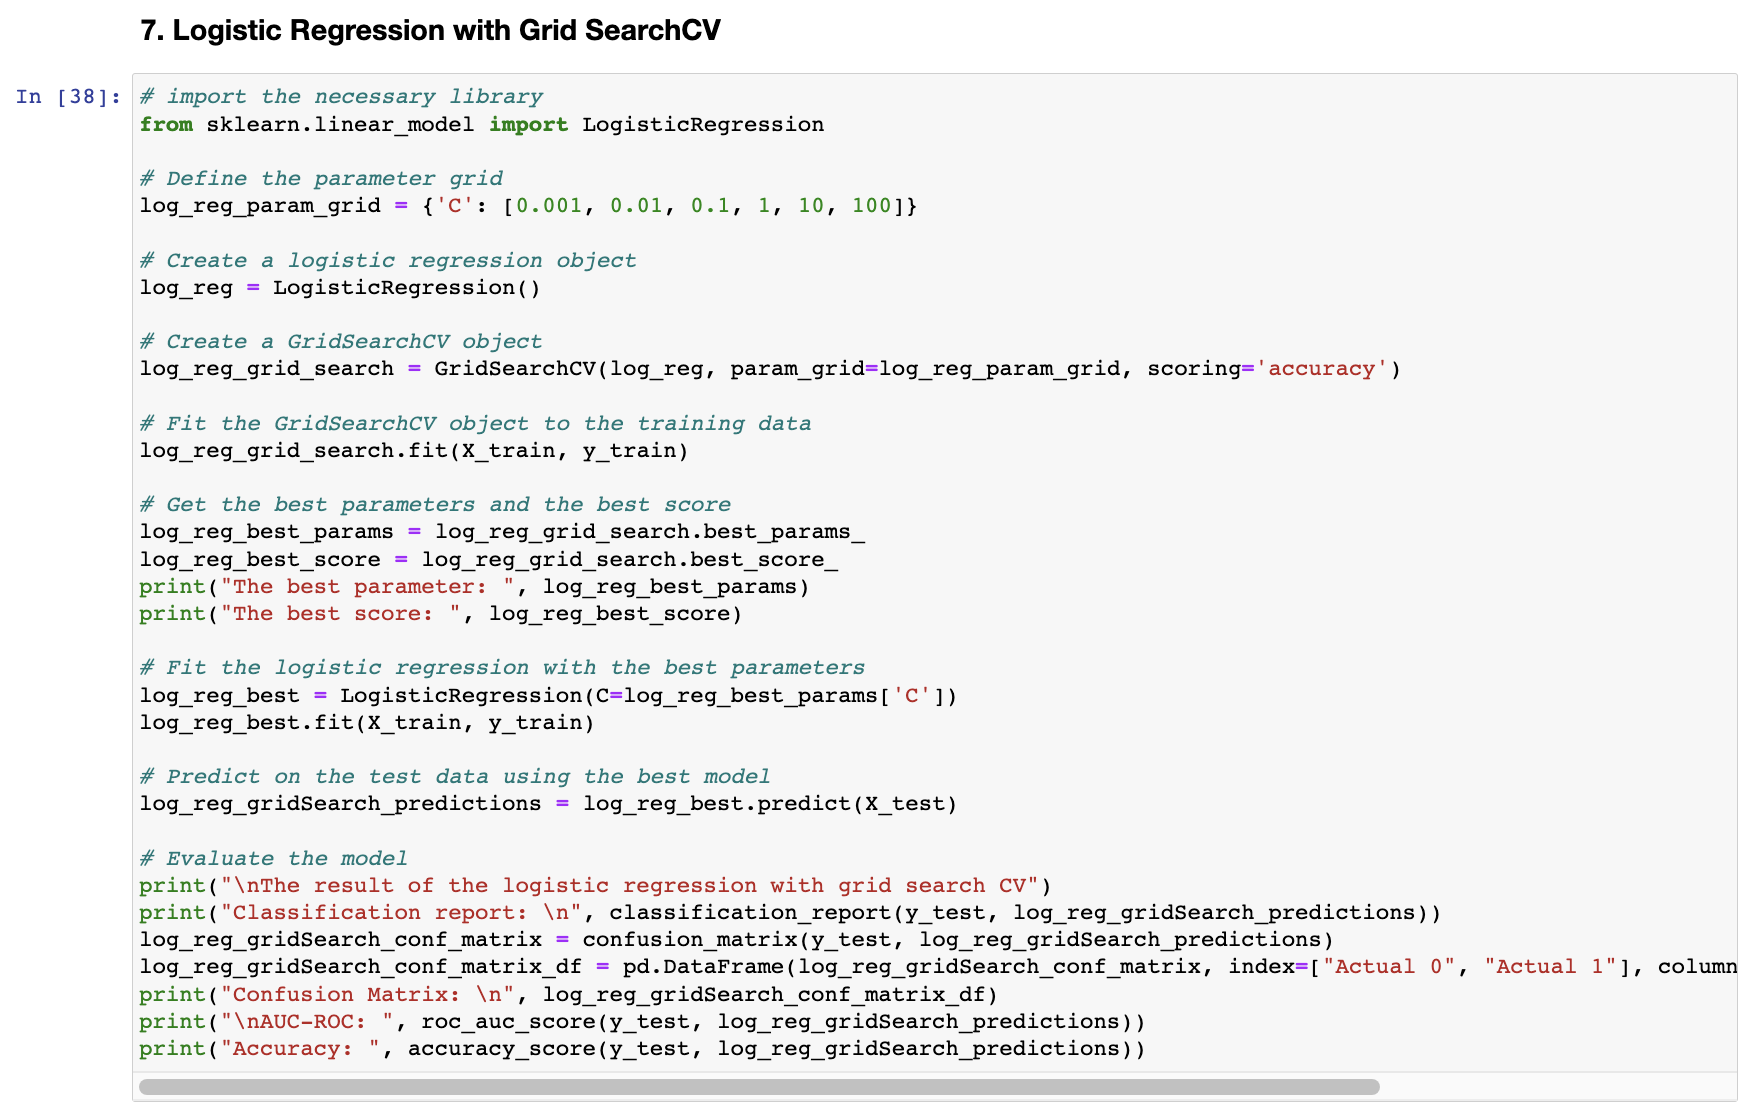 7. Logistic Regression with Grid SearchCV
In [38]:
# import the necessary library
from sklearn.linear_model import LogisticRegression
# Define the parameter grid
log_reg_param_grid = {'C': [0.001, 0.01, 0.1, 1, 10, 100]}
# Create a logistic regression object
log_reg = LogisticRegression()
# Create a GridSearchCV object
log_reg_grid_search = GridSearchCV(log_reg, param_grid=log_reg_param_grid, scoring='accuracy')
# Fit the GridSearchCV object to the training data
log_reg_grid_search.fit(X_train, y_train)
# Get the best parameters and the best score
log_reg_best_params = log_reg_grid_search.best_params_
log_reg_best_score = log_reg_grid_search.best_score_
print("The best parameter: ", log_reg_best_params)
print("The best score: ", log_reg_best_score)
# Fit the logistic regression with the best parameters
log_reg_best = LogisticRegression(C=log_reg_best_params['C'])
log_reg_best.fit(X_train, y_train)
# Predict on the test data using the best model
log_reg_gridSearch_predictions = log_reg_best.predict(X_test)
# Evaluate the model
print("\nThe result of the logistic regression with grid search CV")
print("Classification report: \n", classification_report(y_test, log_reg_gridSearch_predictions))
log_reg_gridSearch_conf_matrix = confusion_matrix(y_test, log_reg_gridSearch_predictions)
log_reg_gridSearch_conf_matrix_df = pd.DataFrame(log_reg_gridSearch_conf_matrix, index=["Actual 0", "Actual 1"], column
print("Confusion Matrix: \n", log_reg_gridSearch_conf_matrix_df)
print("\nAUC-ROC: ", roc_auc_score(y_test, log_reg_gridSearch_predictions))
print("Accuracy: ", accuracy_score(y_test, log_reg_gridSearch_predictions))